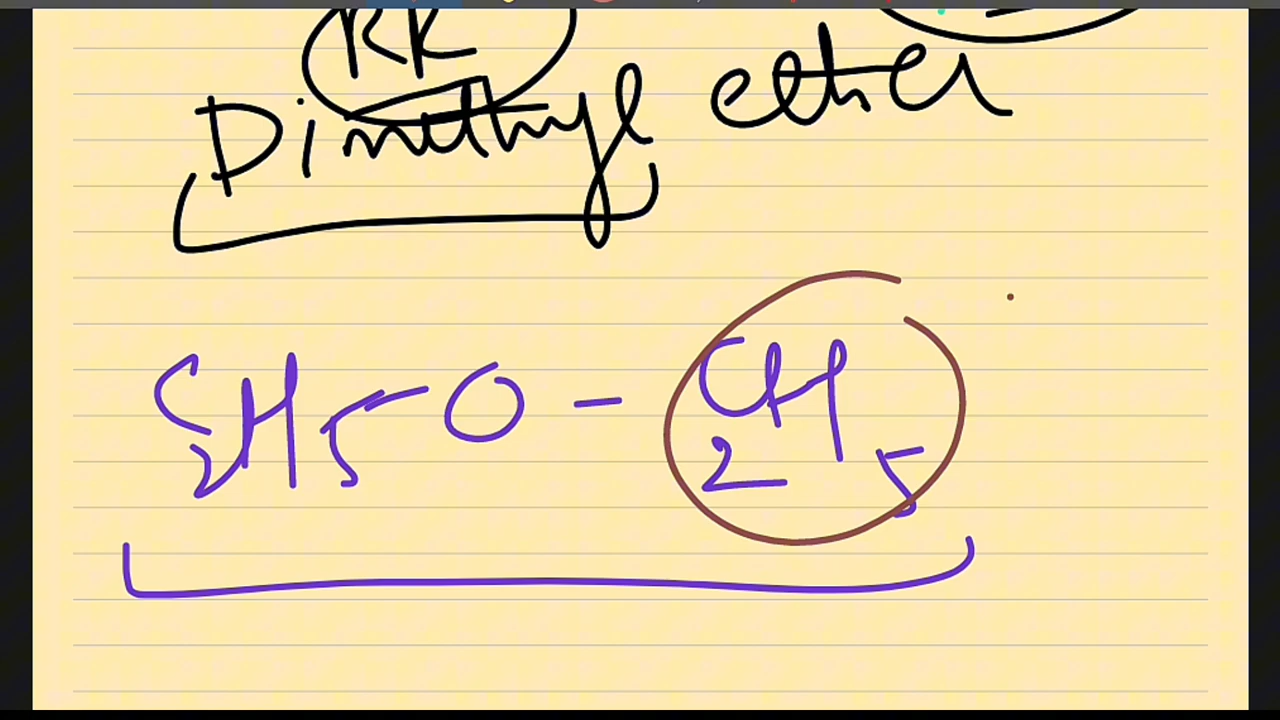 RR
Dimethyl ether
C₂H₅ - O - C₂H₅